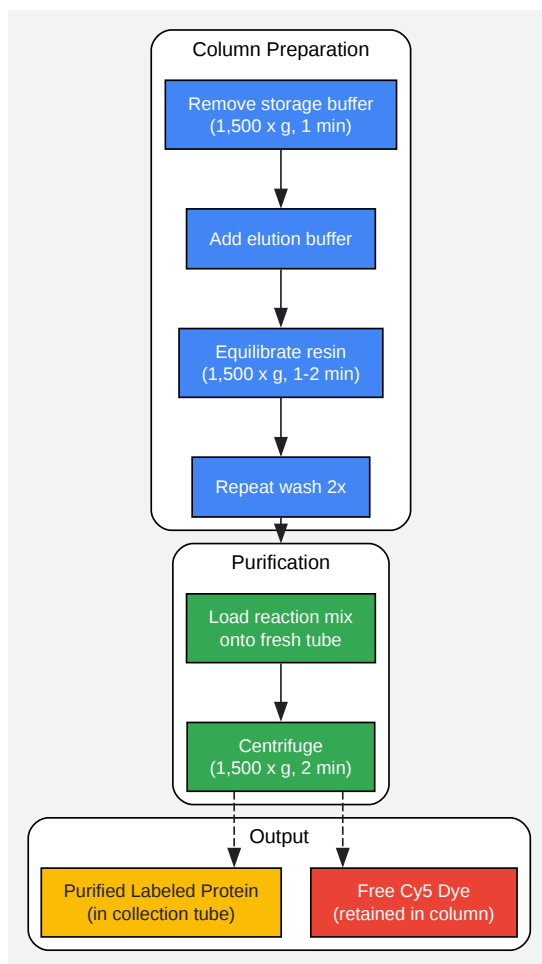 Column Preparation
Remove storage buffer
(1,500 x g, 1 min)
Add elution buffer
Equilibrate resin
(1,500 x g, 1-2 min)
Repeat wash 2x
Purification
Load reaction mix
onto fresh tube
Centrifuge
(1,500 x g, 2 min)
Output
Purified Labeled Protein
(in collection tube)
Free Cy5 Dye
(retained in column)